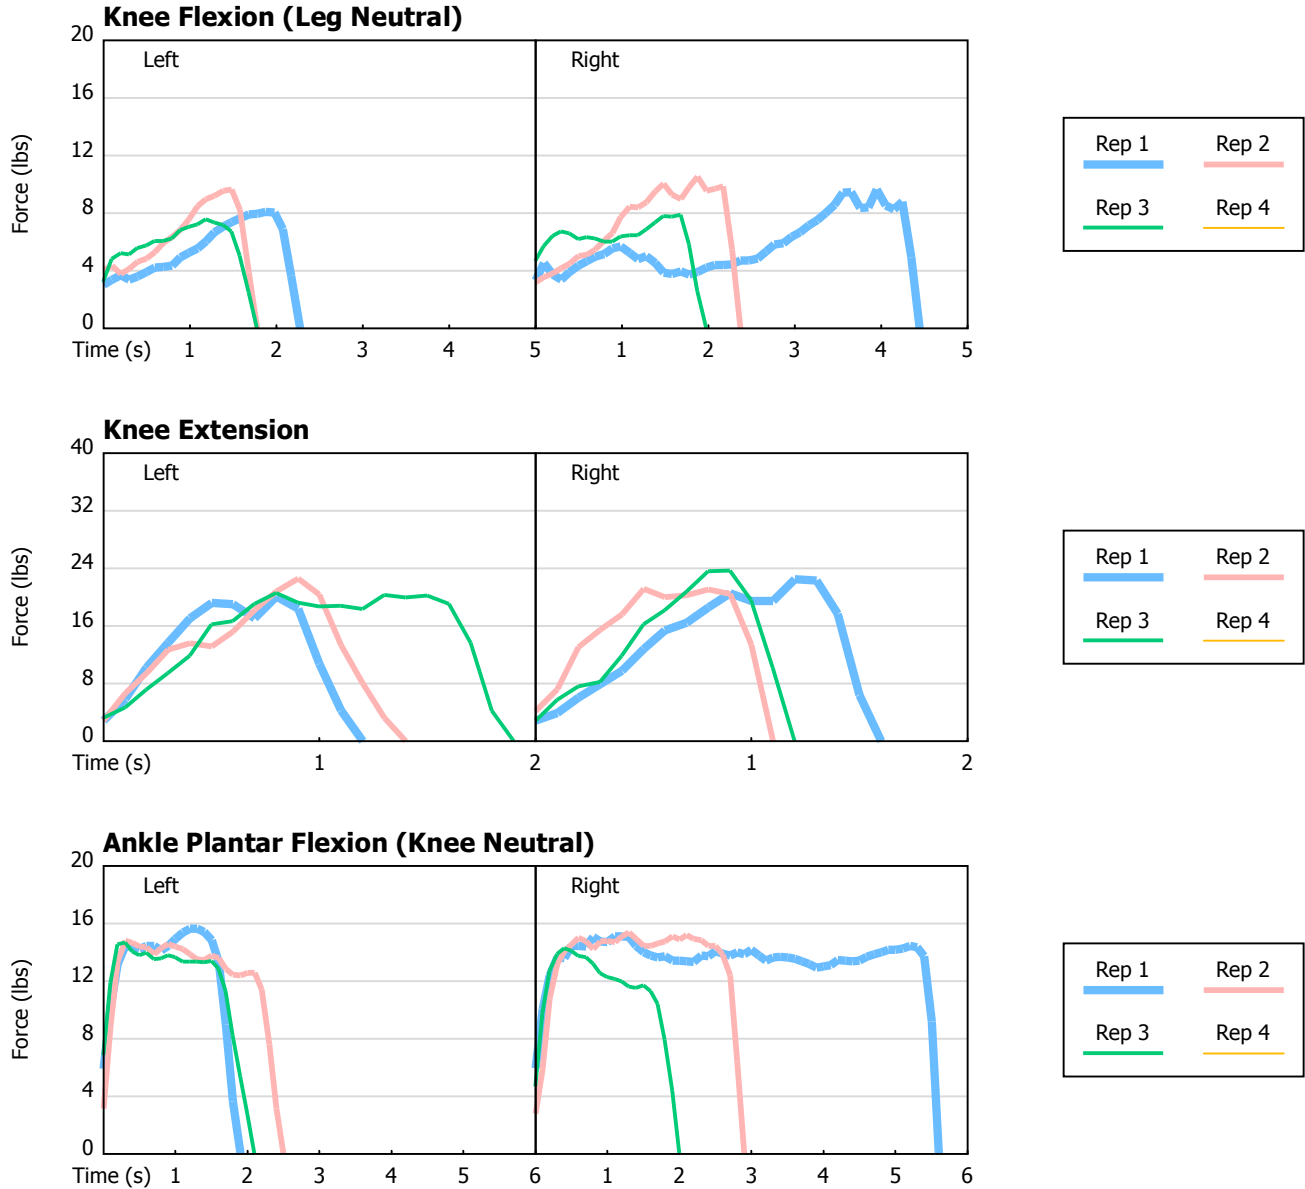 Knee Flexion (Leg Neutral)
20
Left
Right
16
12
8
4
0
Force (lbs)
Time (s) 1 2 3 4 5 1 2 3 4 5
Rep 1 Rep 2
Rep 3 Rep 4
Knee Extension
40
Left
Right
32
24
16
8
0
Force (lbs)
Time (s) 1 2 1 2
Rep 1 Rep 2
Rep 3 Rep 4
Ankle Plantar Flexion (Knee Neutral)
20
Left
Right
16
12
8
4
0
Force (lbs)
Time (s) 1 2 3 4 5 6 1 2 3 4 5 6
Rep 1 Rep 2
Rep 3 Rep 4